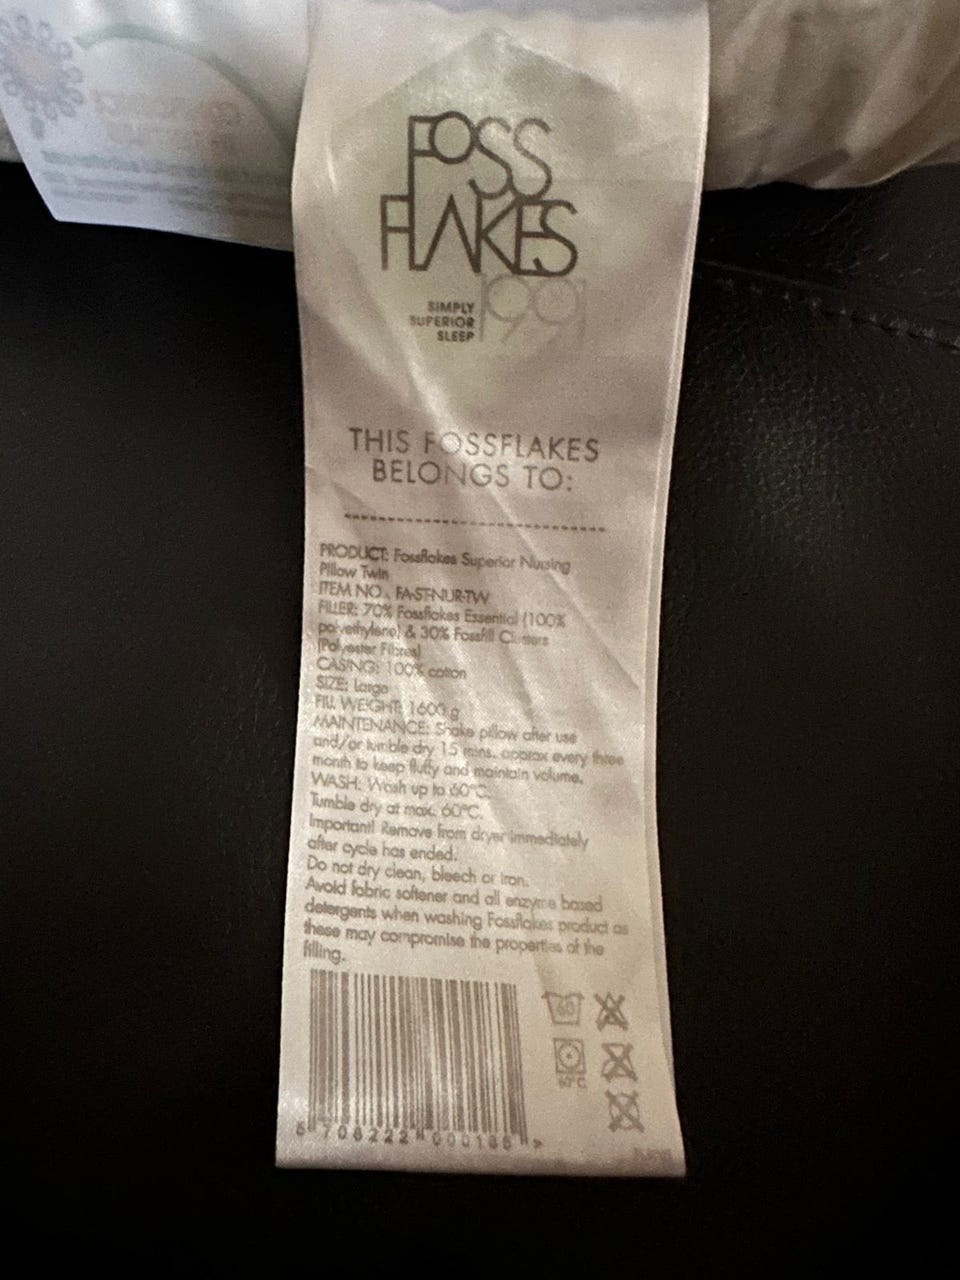 FOSS
FLAKES
SIMPLY
SUPERIOR
SLEEP
THIS FOSSFLAKES
BELONGS TO:
PRODUCT: Fossflakes Superior Nursing
Pillow Twin
ITEM NO.: FA-ST-NUR-TW
FILLER: 70% Fossflakes Essential (100%
polyethylene) & 30% Fossfill Clusters
(Polyester Fibres)
CASING: 100% cotton
SIZE: Large
FILL WEIGHT: 1600 g
MAINTENANCE: Shake pillow after use
and/or tumble dry 15 mns. approx every three
month to keep fluffy and maintain volume.
WASH: Wash up to 60°C.
Tumble dry at max. 60°C.
Important! Remove from dryer immediately
after cycle has ended.
Do not dry clean, bleech or iron.
Avoid fabric softener and all enzyme based
detergents when washing Fossflakes product as
these may compromise the properties of the
filling.
60
60°C
5 708222 000186 >